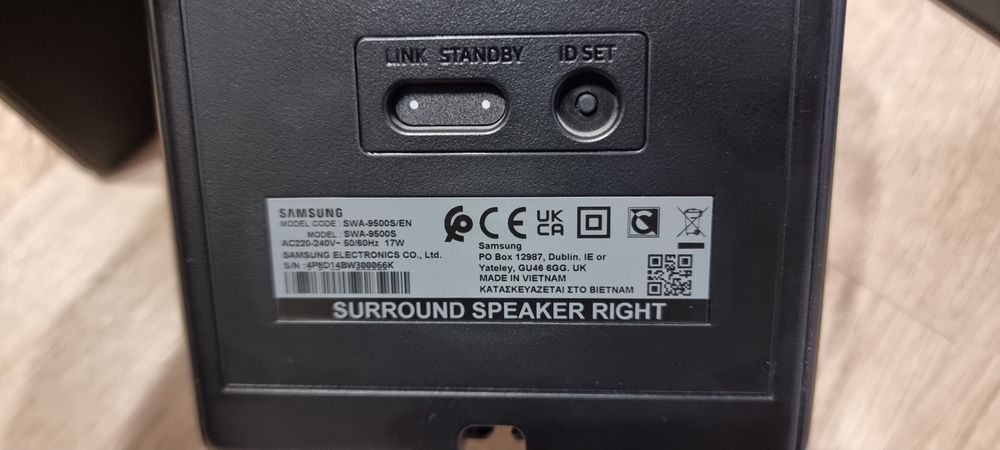 LINK STANDBY ID SET
SAMSUNG
MODEL CODE : SWA-9500S/EN
MODEL : SWA-9500S
AC220-240V~ 50/60Hz 17W
SAMSUNG ELECTRONICS CO., Ltd.
S/N : 4P8D14BW300066K
CE UK
CA
Samsung
PO Box 12987, Dublin. IE or
Yateley, GU46 6GG. UK
MADE IN VIETNAM
ΚΑΤΑΣΚΕΥΑΖΕΤΑΙ ΣΤΟ ΒΙΕΤΝΑΜ
SURROUND SPEAKER RIGHT